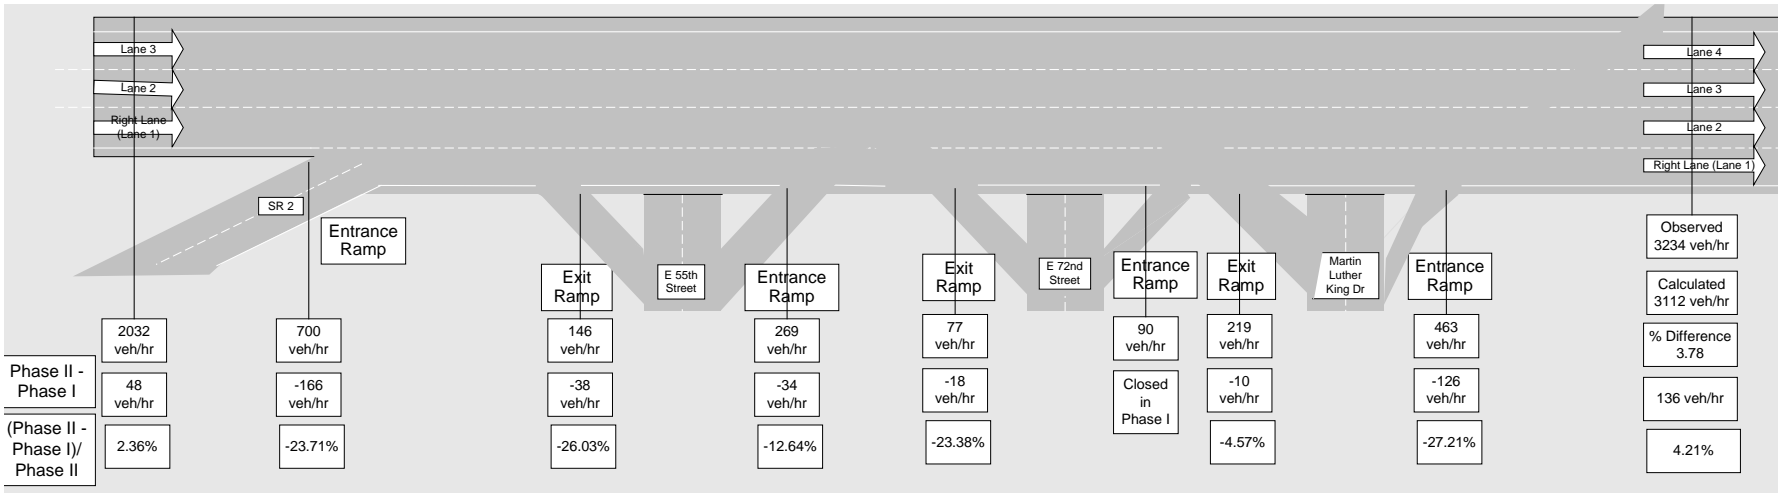 Lane 3
Lane 2
Right Lane
(Lane 1)
Lane 4
Lane 3
Lane 2
Right Lane (Lane 1)
SR 2
Entrance
Ramp
Exit
Ramp
E 55th
Street
Entrance
Ramp
Exit
Ramp
E 72nd
Street
Entrance
Ramp
Exit
Ramp
Martin
Luther
King Dr
Entrance
Ramp
Observed
3234 veh/hr
Calculated
3112 veh/hr
% Difference
3.78
136 veh/hr
4.21%
2032
veh/hr
700
veh/hr
146
veh/hr
269
veh/hr
77
veh/hr
90
veh/hr
219
veh/hr
463
veh/hr
Phase II -
Phase I
48
veh/hr
-166
veh/hr
-38
veh/hr
-34
veh/hr
-18
veh/hr
Closed
in
Phase I
-10
veh/hr
-126
veh/hr
(Phase II -
Phase I)/
Phase II
2.36%
-23.71%
-26.03%
-12.64%
-23.38%
-4.57%
-27.21%